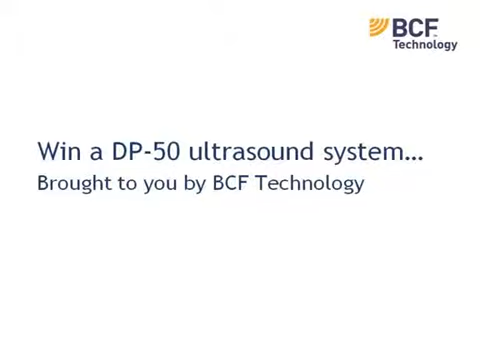 BCF
Technology
Win a DP-50 ultrasound system…
Brought to you by BCF Technology